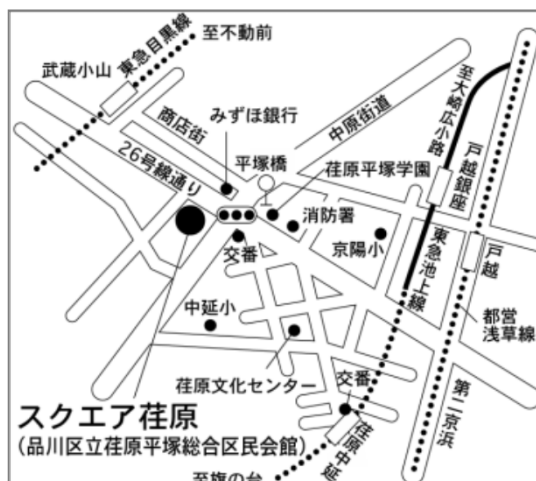 至不動前
東急目黒線
武蔵小山
商店街
みずほ銀行
中原街道
至大崎広小路
戸越銀座
26号線通り
平塚橋
荏原平塚学園
消防署
京陽小
戸越
交番
東急池上線
都営
浅草線
中延小
荏原文化センター
交番
第二京浜
スクエア荏原
(品川区立荏原平塚総合区民会館)
荏原中延
至旗の台